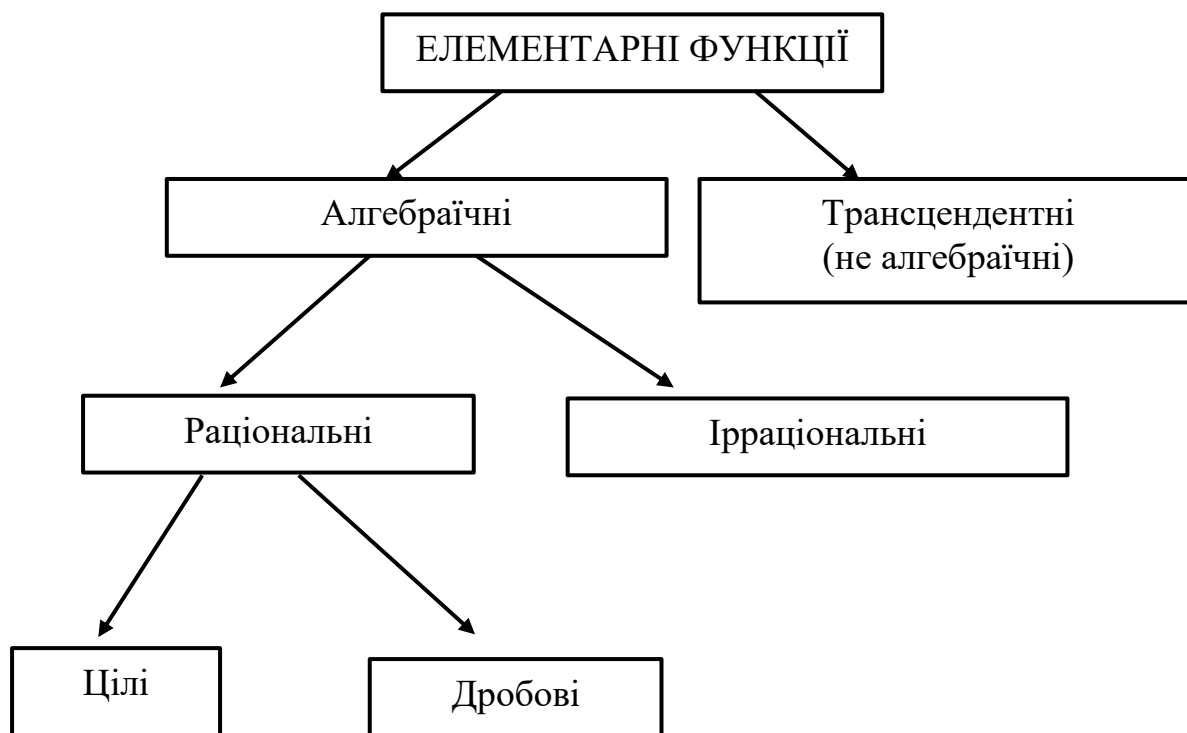 ЕЛЕМЕНТАРНІ ФУНКЦІЇ
Алгебраїчні
Трансцендентні
(не алгебраїчні)
Раціональні
Ірраціональні
Цілі
Дробові